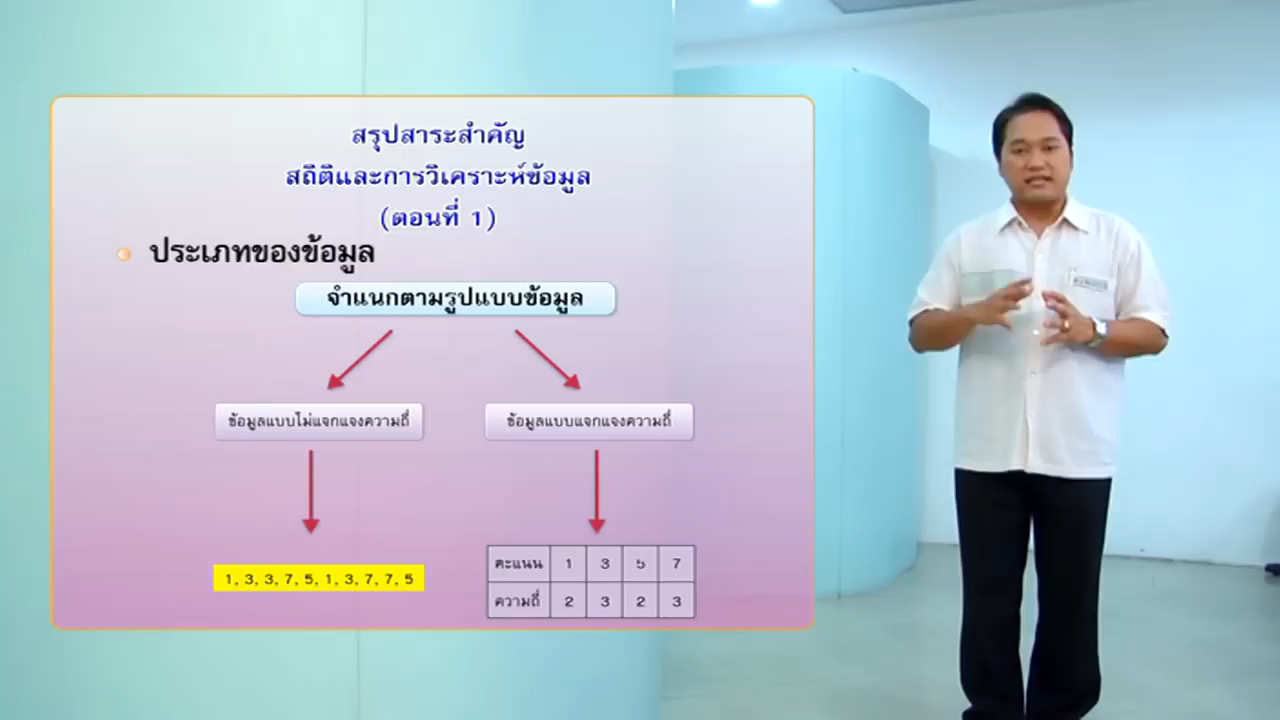 สรุปสาระสำคัญ
สถิติและการวิเคราะห์ข้อมูล
(ตอนที่ 1)
ประเภทของข้อมูล
จำแนกตามรูปแบบข้อมูล
ข้อมูลแบบไม่แจกแจงความถี่
ข้อมูลแบบแจกแจงความถี่
1, 3, 3, 7, 5, 1, 3, 7, 7, 5
คะแนน 1 3 5 7
ความถี่ 2 3 2 3